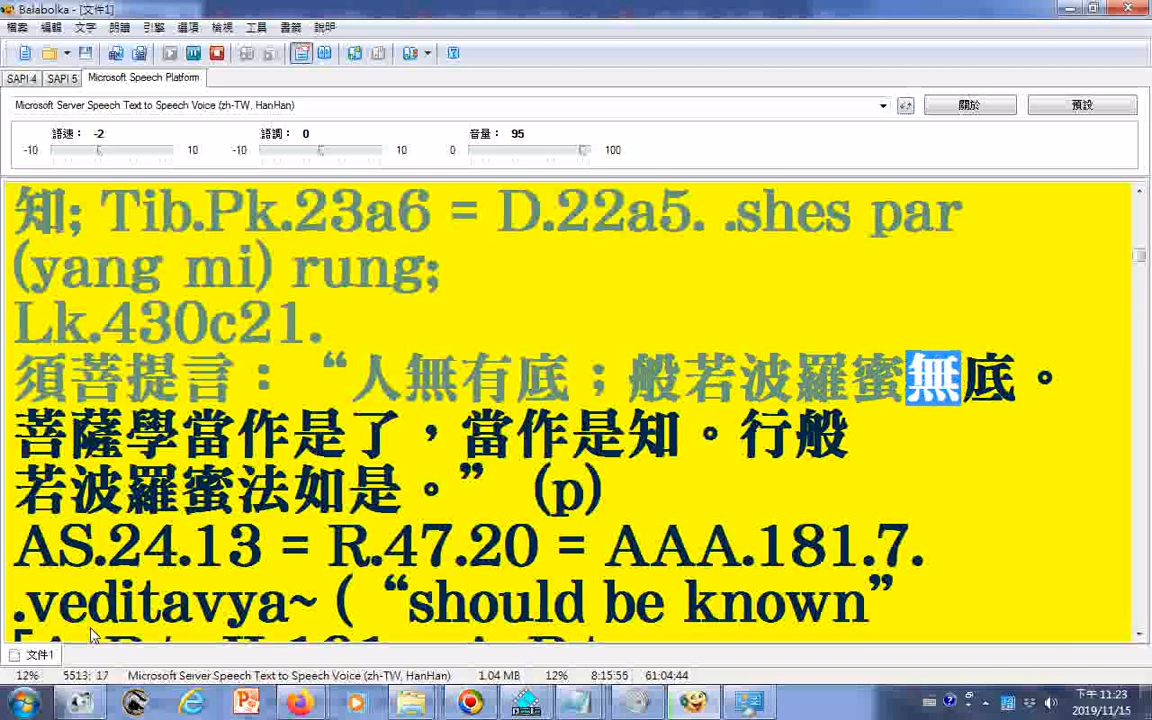 Balabolka - [文件1]
檔案 編輯 文字 朗讀 引擎 選項 檢視 工具 書籤 說明
SAPI 4 SAPI 5 Microsoft Speech Platform
Microsoft Server Speech Text to Speech Voice (zh-TW, HanHan) 關於 預設
語速： -2 語調： 0 音量： 95
-10 10 -10 10 0 100
知; Tib.Pk.23a6 = D.22a5. .shes par
(yang mi) rung;
Lk.430c21.
須菩提言：“人無有底；般若波羅蜜無底。
菩薩學當作是了，當作是知。行般
若波羅蜜法如是。” (p)
AS.24.13 = R.47.20 = AAA.181.7.
.veditavya~ (“should be known”
文件1
12% 5513: 17 Microsoft Server Speech Text to Speech Voice (zh-TW, HanHan) 1.04 MB 12% 8:15:55 61:04:44
下午 11:23
2019/11/15